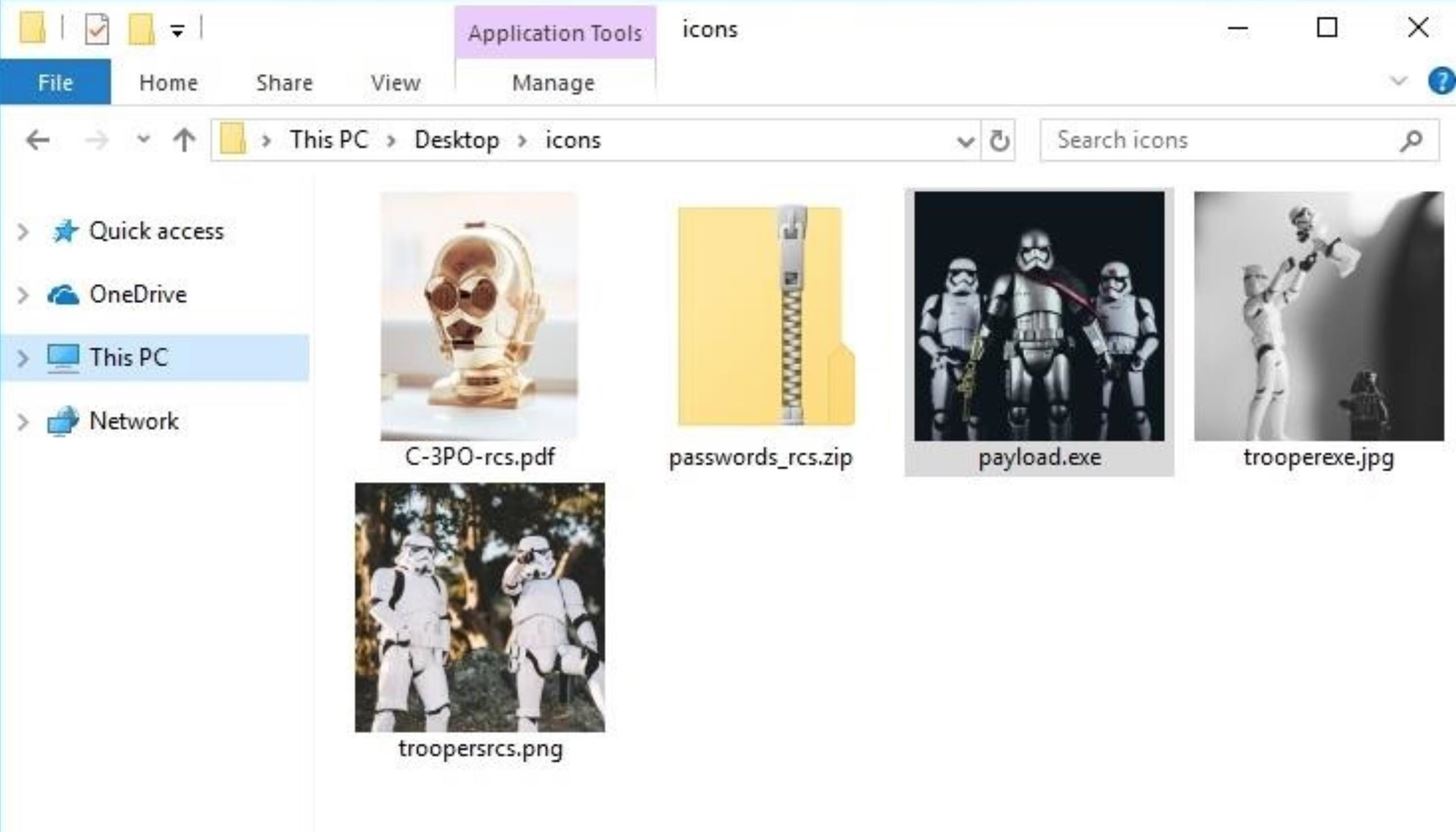 Application Tools
icons
File
Home
Share
View
Manage
?
This PC
Desktop
icons
Search icons
Quick access
OneDrive
This PC
Network
C-3PO-rcs.pdf
passwords_rcs.zip
payload.exe
trooperexe.jpg
troopersrcs.png